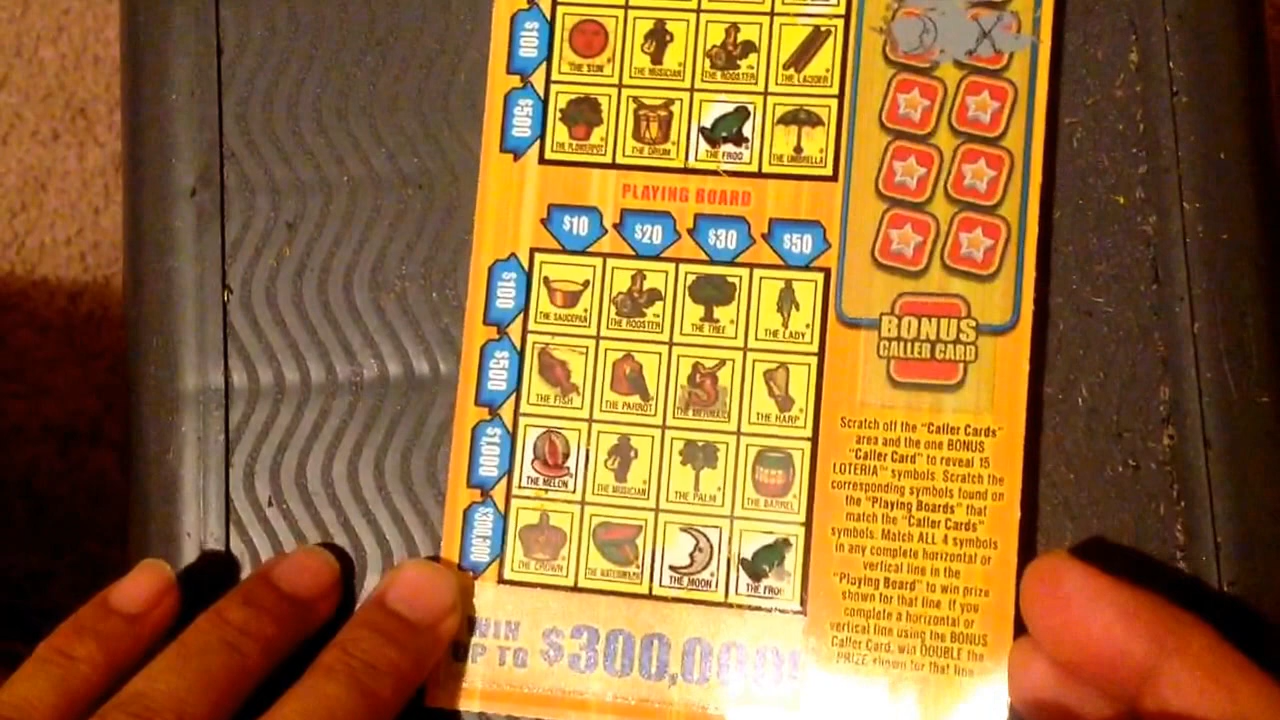 $100
THE SUN
THE MUSICIAN
THE ROOSTER
THE LADDER
$500
THE FLOWERPOT
THE DRUM
THE FROG
THE UMBRELLA
PLAYING BOARD
$10 $20 $30 $50
$100
THE SAUCEPAN
THE ROOSTER
THE TREE
THE LADY
$500
THE FISH
THE PARROT
THE MERMAID
THE HARP
$1,000
THE MELON
THE MUSICIAN
THE PALM
THE BARREL
$300,000
THE CROWN
THE WATERMELON
THE MOON
THE FROG
WIN
UP TO $300,000!
BONUS
CALLER CARD
Scratch off the "Caller Cards"
area and the one BONUS
"Caller Card" to reveal 15
LOTERIA™ symbols. Scratch the
corresponding symbols found on
the "Playing Boards" that
match the "Caller Cards"
symbols. Match ALL 4 symbols
in any complete horizontal or
vertical line in the
"Playing Board" to win prize
shown for that line. If you
complete a horizontal or
vertical line using the BONUS
Caller Card, win DOUBLE the
PRIZE shown for that line.